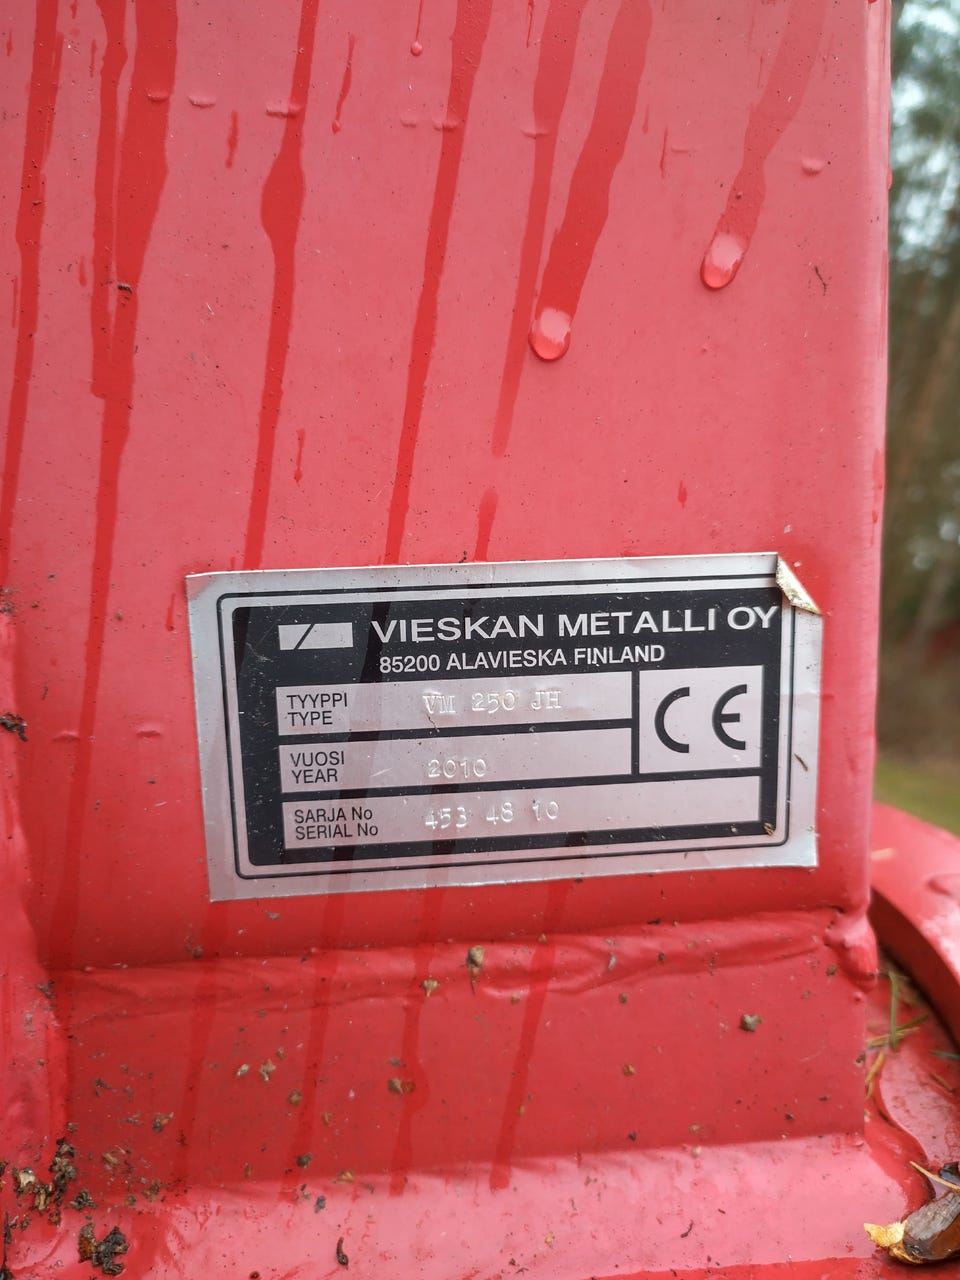 VIESKAN METALLI OY
85200 ALAVIESKA FINLAND
TYYPPI
TYPE
VM 250 JH
CE
VUOSI
YEAR
2010
SARJA No
SERIAL No
453 48 10